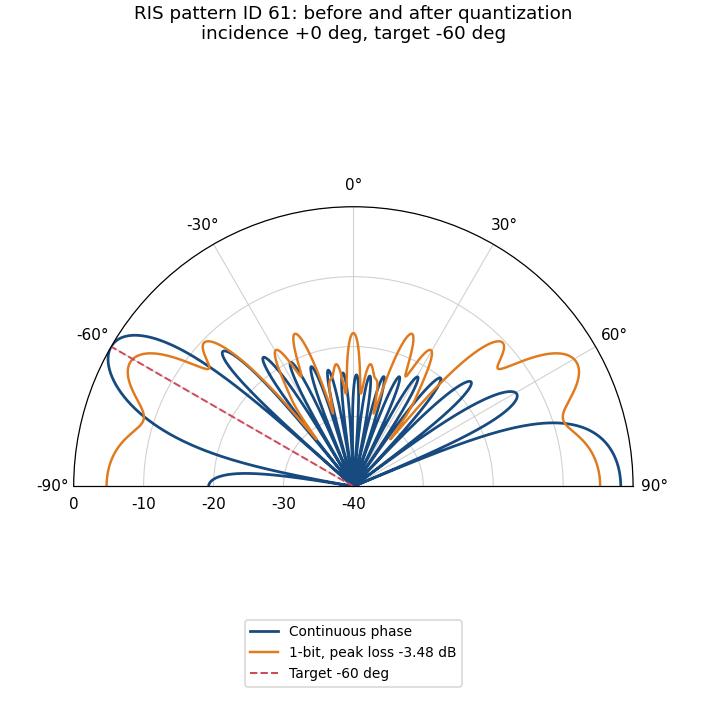 RIS pattern ID 61: before and after quantization
incidence +0 deg, target -60 deg
0°
-30°
30°
-60°
60°
-90°
90°
0
-10
-20
-30
-40
Continuous phase
1-bit, peak loss -3.48 dB
Target -60 deg